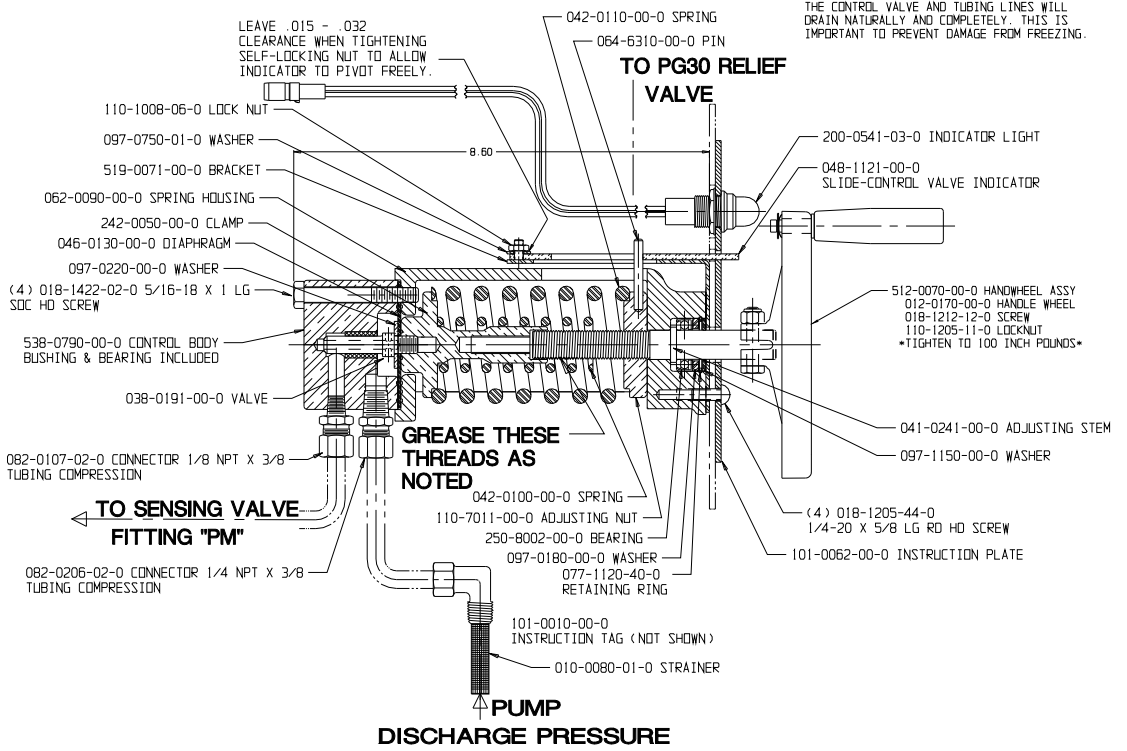 THE CONTROL VALVE AND TUBING LINES WILL
DRAIN NATURALLY AND COMPLETELY. THIS IS
IMPORTANT TO PREVENT DAMAGE FROM FREEZING.
LEAVE .015 - .032
CLEARANCE WHEN TIGHTENING
SELF-LOCKING NUT TO ALLOW
INDICATOR TO PIVOT FREELY.
042-0110-00-0 SPRING
064-6310-00-0 PIN
TO PG30 RELIEF
VALVE
110-1008-06-0 LOCK NUT
097-0750-01-0 WASHER
519-0071-00-0 BRACKET
062-0090-00-0 SPRING HOUSING
242-0050-00-0 CLAMP
046-0130-00-0 DIAPHRAGM
097-0220-00-0 WASHER
(4) 018-1422-02-0 5/16-18 X 1 LG
SOC HD SCREW
538-0790-00-0 CONTROL BODY
BUSHING & BEARING INCLUDED
038-0191-00-0 VALVE
8.60
200-0541-03-0 INDICATOR LIGHT
048-1121-00-0
SLIDE-CONTROL VALVE INDICATOR
512-0070-00-0 HANDWHEEL ASSY
012-0170-00-0 HANDLE WHEEL
018-1212-12-0 SCREW
110-1205-11-0 LOCKNUT
*TIGHTEN TO 100 INCH POUNDS*
041-0241-00-0 ADJUSTING STEM
097-1150-00-0 WASHER
(4) 018-1205-44-0
1/4-20 X 5/8 LG RD HD SCREW
101-0062-00-0 INSTRUCTION PLATE
GREASE THESE
THREADS AS
NOTED
042-0100-00-0 SPRING
110-7011-00-0 ADJUSTING NUT
250-8002-00-0 BEARING
097-0180-00-0 WASHER
077-1120-40-0
RETAINING RING
082-0107-02-0 CONNECTOR 1/8 NPT X 3/8
TUBING COMPRESSION
TO SENSING VALVE
FITTING "PM"
082-0206-02-0 CONNECTOR 1/4 NPT X 3/8
TUBING COMPRESSION
101-0010-00-0
INSTRUCTION TAG (NOT SHOWN)
010-0080-01-0 STRAINER
PUMP
DISCHARGE PRESSURE